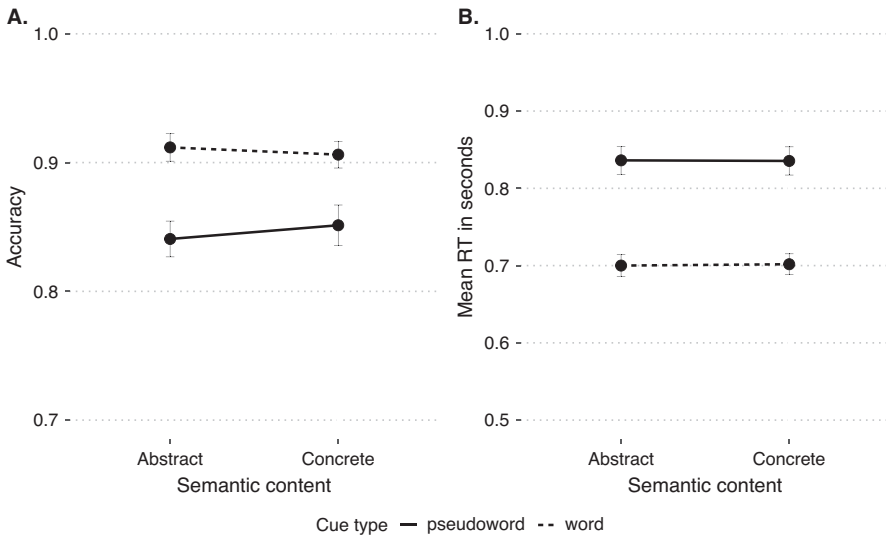 A.
1.0
0.9
0.8
0.7
Accuracy
Abstract Concrete
Semantic content
B.
1.0
0.9
0.8
0.7
0.6
0.5
Mean RT in seconds
Abstract Concrete
Semantic content
Cue type pseudoword word